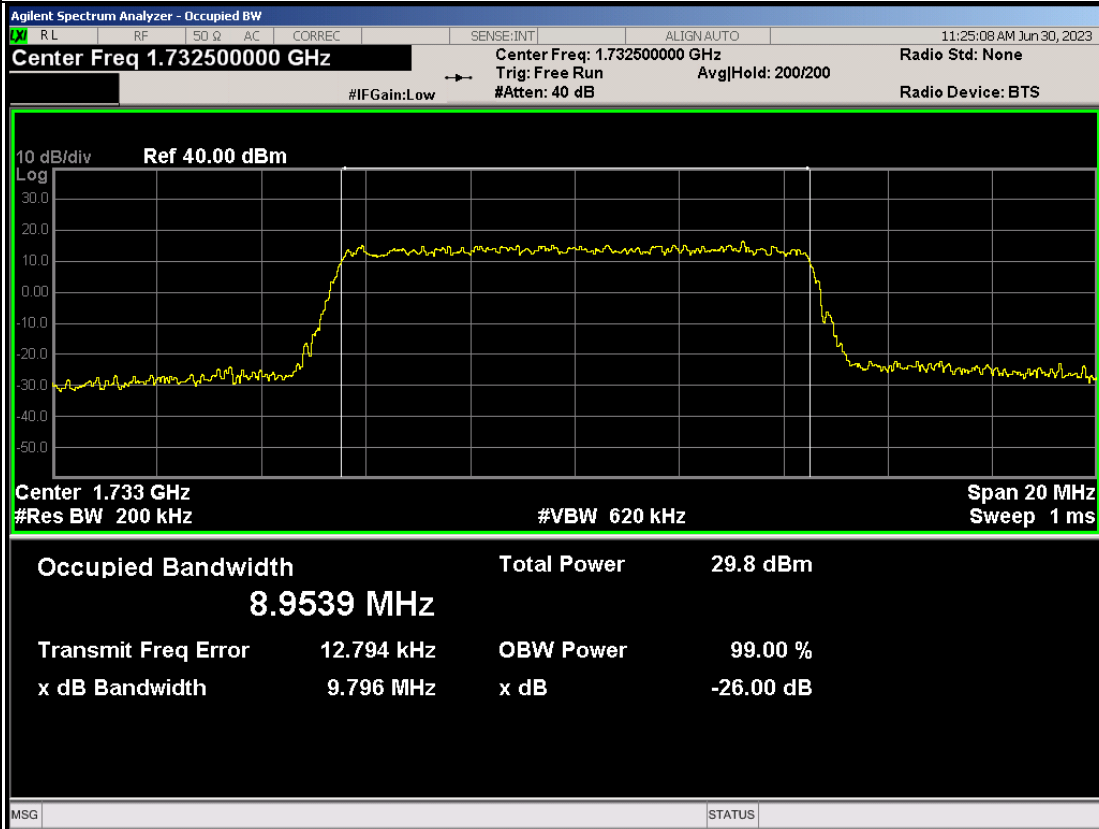 Agilent Spectrum Analyzer - Occupied BW
LXI RL RF 50 Ω AC CORREC SENSE:INT ALIGN AUTO 11:25:08 AM Jun 30, 2023
Center Freq 1.732500000 GHz
Center Freq: 1.732500000 GHz Radio Std: None
Trig: Free Run Avg|Hold: 200/200
#IFGain:Low #Atten: 40 dB Radio Device: BTS
10 dB/div Ref 40.00 dBm
Log
30.0
20.0
10.0
0.00
-10.0
-20.0
-30.0
-40.0
-50.0
Center 1.733 GHz Span 20 MHz
#Res BW 200 kHz #VBW 620 kHz Sweep 1 ms
Occupied Bandwidth Total Power 29.8 dBm
8.9539 MHz
Transmit Freq Error 12.794 kHz OBW Power 99.00 %
x dB Bandwidth 9.796 MHz x dB -26.00 dB
MSG STATUS